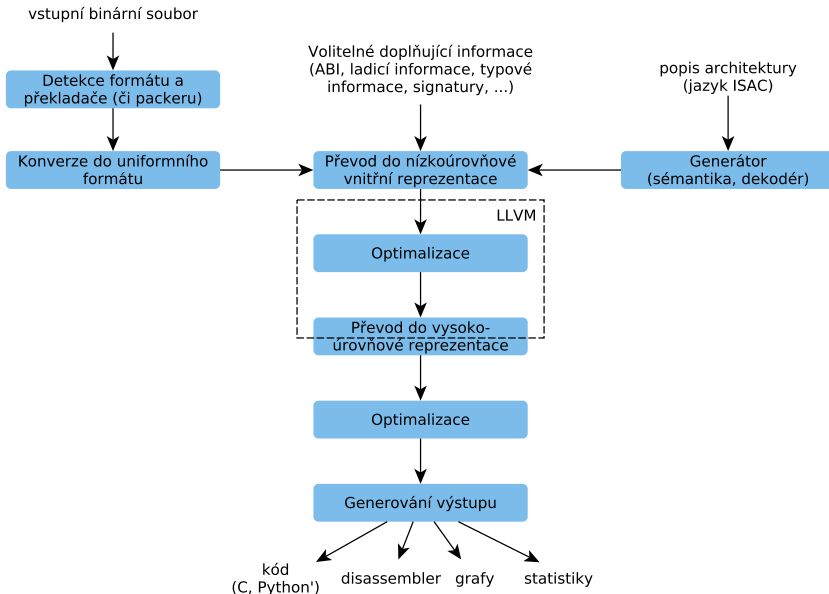 vstupní binární soubor
Detekce formátu a
překladače (či packeru)
Konverze do uniformního
formátu
Volitelné doplňující informace
(ABI, ladicí informace, typové
informace, signatury, ...)
popis architektury
(jazyk ISAC)
Převod do nízkoúrovňové
vnitřní reprezentace
Generátor
(sémantika, dekodér)
LLVM
Optimalizace
Převod do vysoko-
úrovňové reprezentace
Optimalizace
Generování výstupu
kód
(C, Python')
disassembler
grafy
statistiky